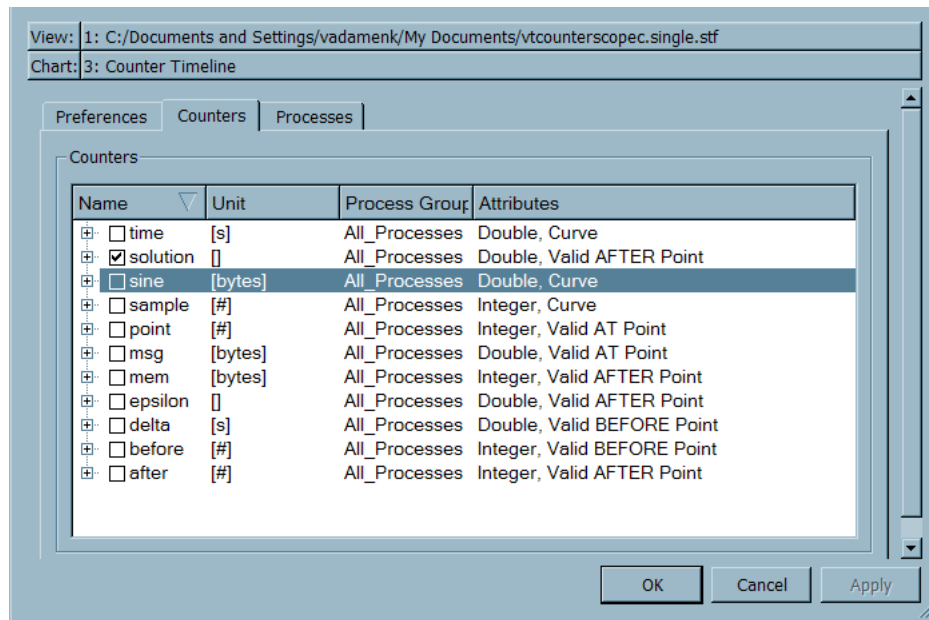 View: 1: C:/Documents and Settings/vadamenk/My Documents/vtcounterscopec.single.stf
Chart: 3: Counter Timeline
Preferences Counters Processes
Counters
Name Unit Process Group Attributes
time [s] All_Processes Double, Curve
solution [] All_Processes Double, Valid AFTER Point
sine [bytes] All_Processes Double, Curve
sample [#] All_Processes Integer, Curve
point [#] All_Processes Integer, Valid AT Point
msg [bytes] All_Processes Double, Valid AT Point
mem [bytes] All_Processes Integer, Valid AFTER Point
epsilon [] All_Processes Double, Valid AFTER Point
delta [s] All_Processes Double, Valid BEFORE Point
before [#] All_Processes Integer, Valid BEFORE Point
after [#] All_Processes Integer, Valid AFTER Point
OK Cancel Apply